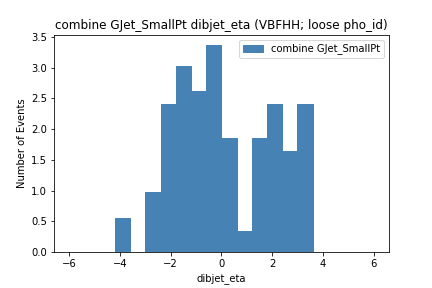 combine GJet_SmallPt dibjet_eta (VBFHH; loose pho_id)
combine GJet_SmallPt
Number of Events
3.5
3.0
2.5
2.0
1.5
1.0
0.5
0.0
−6 −4 −2 0 2 4 6
dibjet_eta